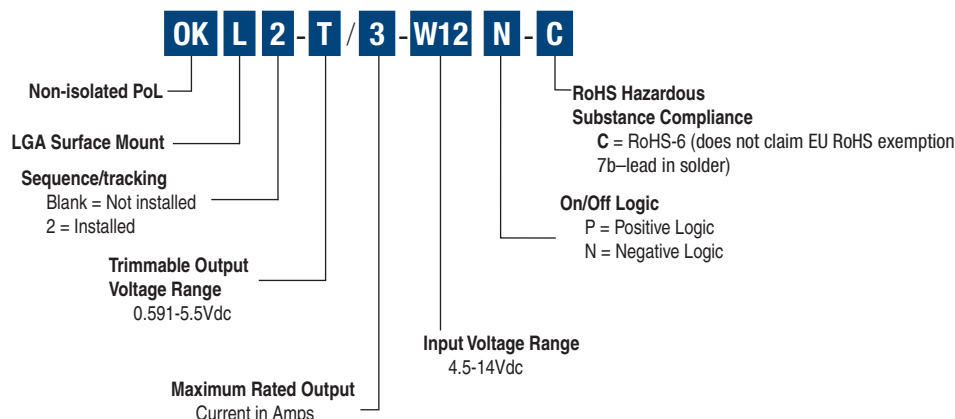 OK L 2 - T / 3 - W12 N - C
Non-isolated PoL
LGA Surface Mount
Sequence/tracking
Blank = Not installed
2 = Installed
Trimmable Output
Voltage Range
0.591-5.5Vdc
Maximum Rated Output
Current in Amps
Input Voltage Range
4.5-14Vdc
On/Off Logic
P = Positive Logic
N = Negative Logic
RoHS Hazardous
Substance Compliance
C = RoHS-6 (does not claim EU RoHS exemption
7b–lead in solder)